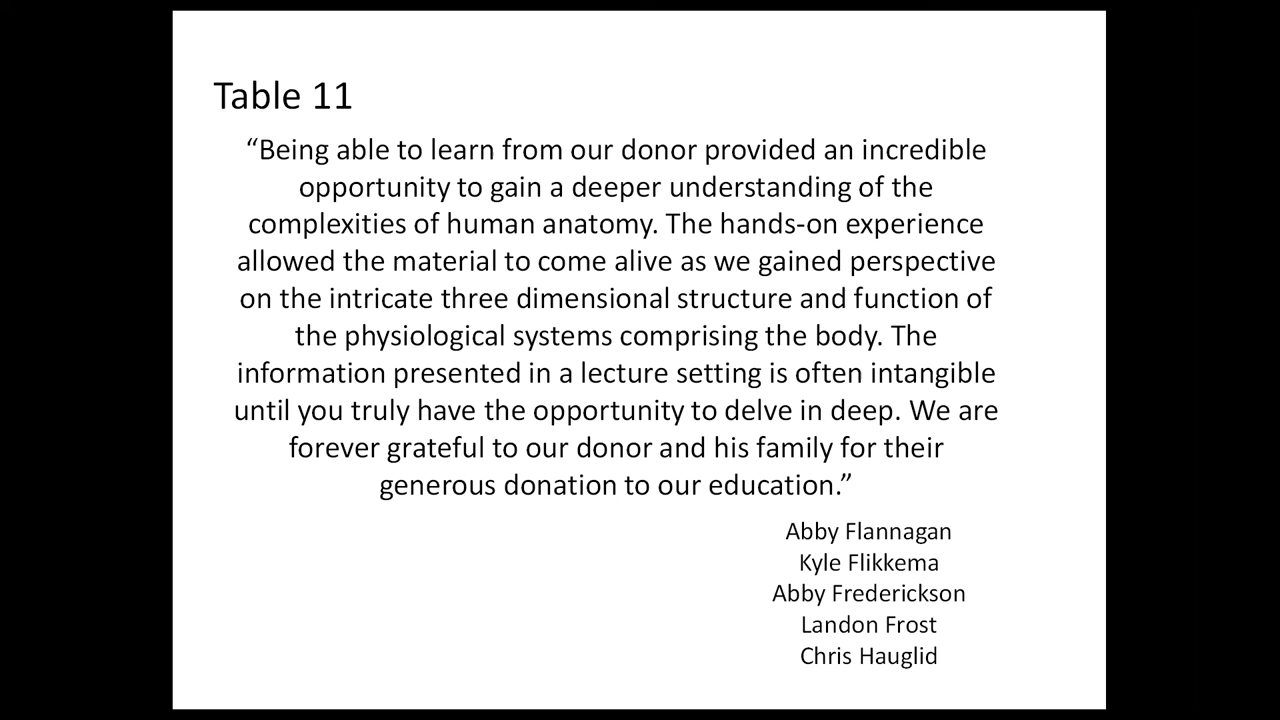 Table 11
“Being able to learn from our donor provided an incredible
opportunity to gain a deeper understanding of the
complexities of human anatomy. The hands-on experience
allowed the material to come alive as we gained perspective
on the intricate three dimensional structure and function of
the physiological systems comprising the body. The
information presented in a lecture setting is often intangible
until you truly have the opportunity to delve in deep. We are
forever grateful to our donor and his family for their
generous donation to our education.”
Abby Flannagan
Kyle Flikkema
Abby Frederickson
Landon Frost
Chris Hauglid